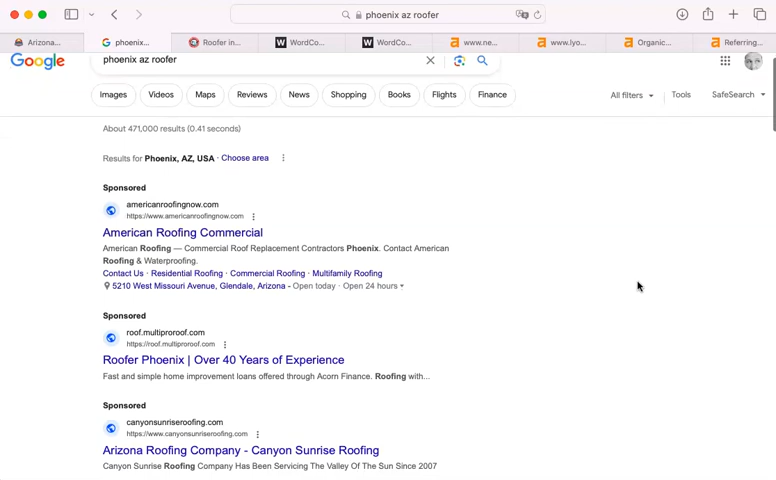 phoenix az roofer
Arizona...
phoenix...
Roofer in...
WordCo...
WordCo...
www.ne...
www.lyo...
Organic...
Referring...
Google
phoenix az roofer
Images
Videos
Maps
Reviews
News
Shopping
Books
Flights
Finance
All filters
Tools
SafeSearch
About 471,000 results (0.41 seconds)
Results for Phoenix, AZ, USA · Choose area
Sponsored
americanroofingnow.com
https://www.americanroofingnow.com
American Roofing Commercial
American Roofing — Commercial Roof Replacement Contractors Phoenix. Contact American
Roofing & Waterproofing.
Contact Us · Residential Roofing · Commercial Roofing · Multifamily Roofing
5210 West Missouri Avenue, Glendale, Arizona - Open today · Open 24 hours
Sponsored
roof.multiproroof.com
https://roof.multiproroof.com
Roofer Phoenix | Over 40 Years of Experience
Fast and simple home improvement loans offered through Acorn Finance. Roofing with...
Sponsored
canyonsunriseroofing.com
https://www.canyonsunriseroofing.com
Arizona Roofing Company - Canyon Sunrise Roofing
Canyon Sunrise Roofing Company Has Been Servicing The Valley Of The Sun Since 2007